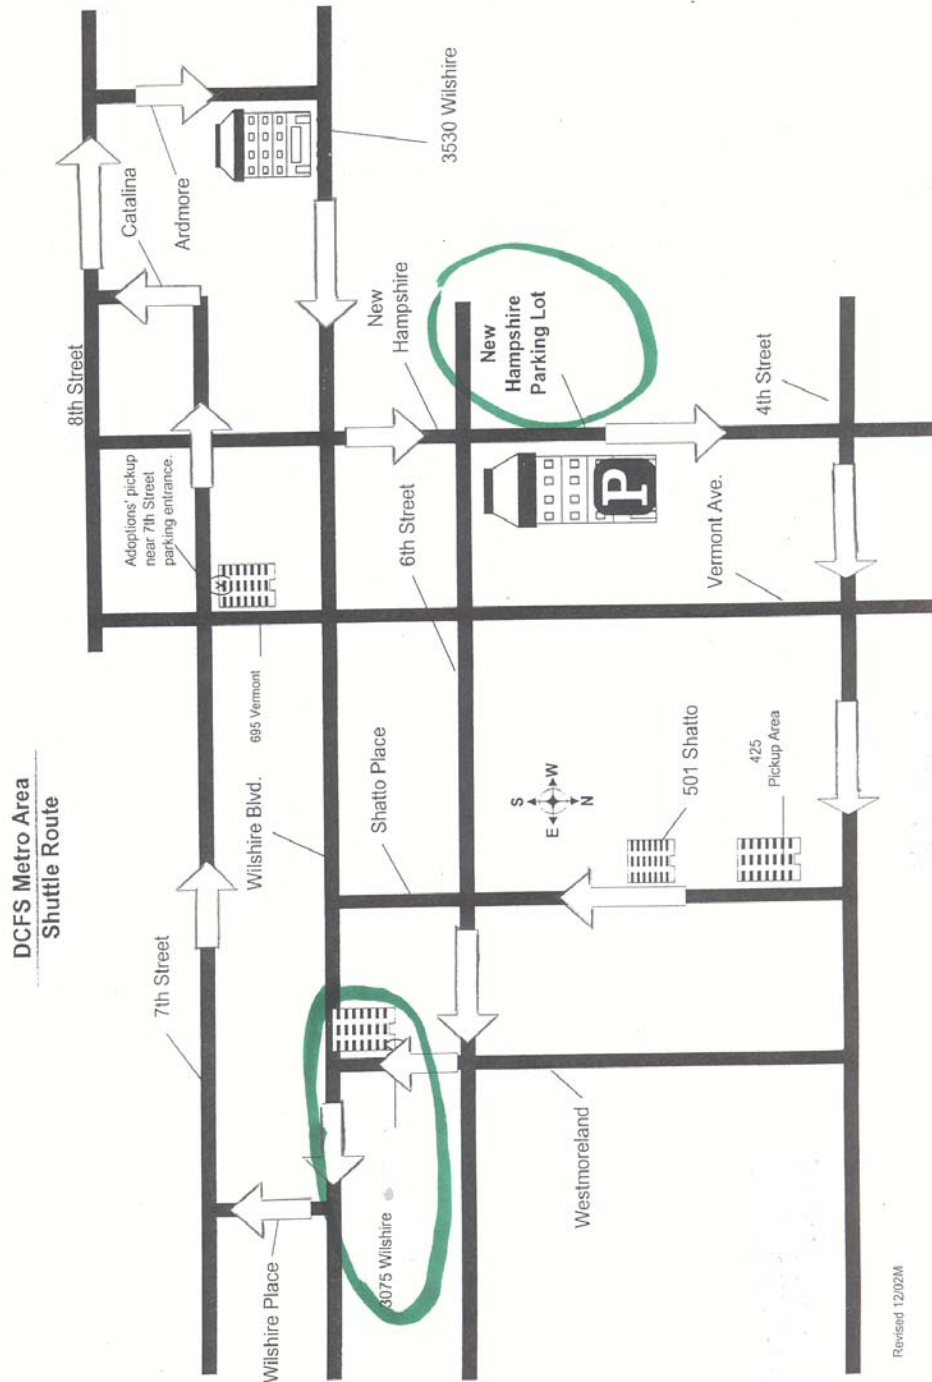 DCFS Metro Area
Shuttle Route
8th Street
Catalina
Ardmore
7th Street
Adoptions' pickup
near 7th Street
parking entrance.
695 Vermont
Wilshire Place
Wilshire Blvd.
3530 Wilshire
3075 Wilshire
Shatto Place
6th Street
New
Hampshire
New
Hampshire
Parking Lot
P
S
E
W
N
Westmoreland
501 Shatto
425
Pickup Area
Vermont Ave.
4th Street
Revised 12/02M